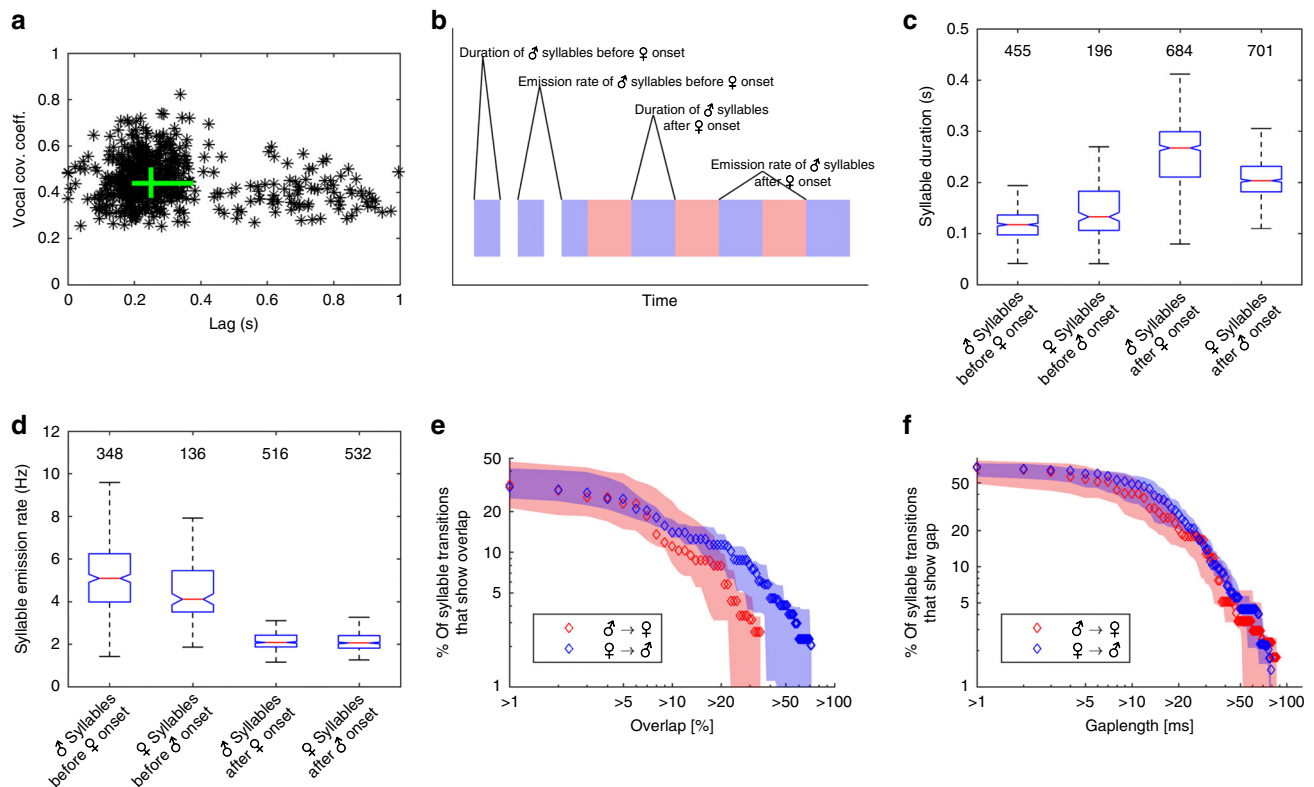 a
Vocal cov. coeff.
1
0.8
0.6
0.4
0.2
0
0
0.2
0.4
0.6
0.8
1
Lag (s)
b
Duration of ♂ syllables before ♀ onset
Emission rate of ♂ syllables before ♀ onset
Duration of ♂ syllables
after ♀ onset
Emission rate of ♂ syllables
after ♀ onset
Time
c
Syllable duration (s)
0.5
0.4
0.3
0.2
0.1
0
455
196
684
701
♂ Syllables
before ♀ onset
♀ Syllables
before ♂ onset
♂ Syllables
after ♀ onset
♀ Syllables
after ♂ onset
d
Syllable emission rate (Hz)
12
10
8
6
4
2
0
348
136
516
532
♂ Syllables
before ♀ onset
♀ Syllables
before ♂ onset
♂ Syllables
after ♀ onset
♀ Syllables
after ♂ onset
e
% Of syllable transitions
that show overlap
50
20
10
5
1
♂ → ♀
♀ → ♂
>1
>5
>10
>20
>50
>100
Overlap [%]
f
% Of syllable transitions
that show gap
50
20
10
5
1
♂ → ♀
♀ → ♂
>1
>5
>10
>20
>50
>100
Gaplength [ms]